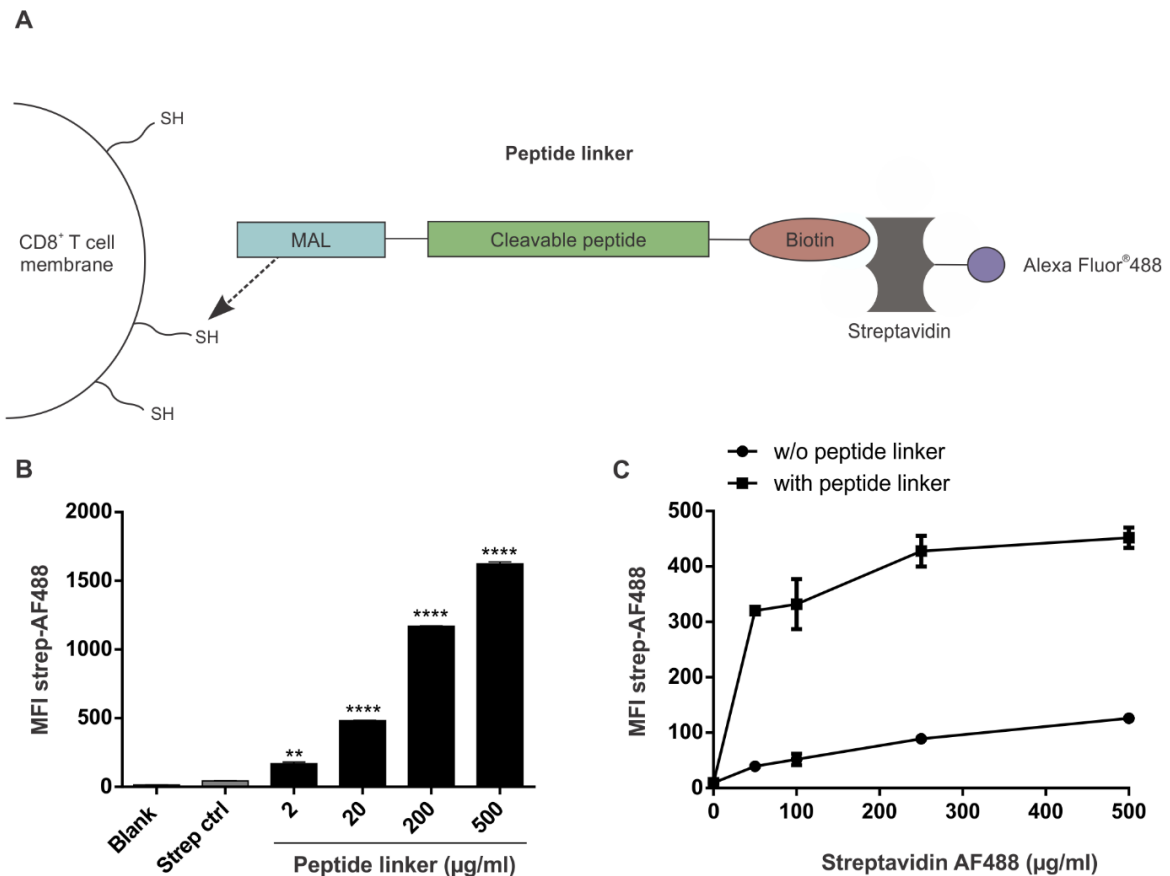 A
SH
Peptide linker
CD8⁺ T cell
membrane
MAL
Cleavable peptide
Biotin
Alexa Fluor®488
SH
Streptavidin
SH
B
2000
1500
1000
500
0
MFI strep-AF488
**
****
****
****
Blank
Strep ctrl
2
20
200
500
Peptide linker (µg/ml)
C
w/o peptide linker
with peptide linker
500
400
300
200
100
0
MFI strep-AF488
0 100 200 300 400 500
Streptavidin AF488 (µg/ml)